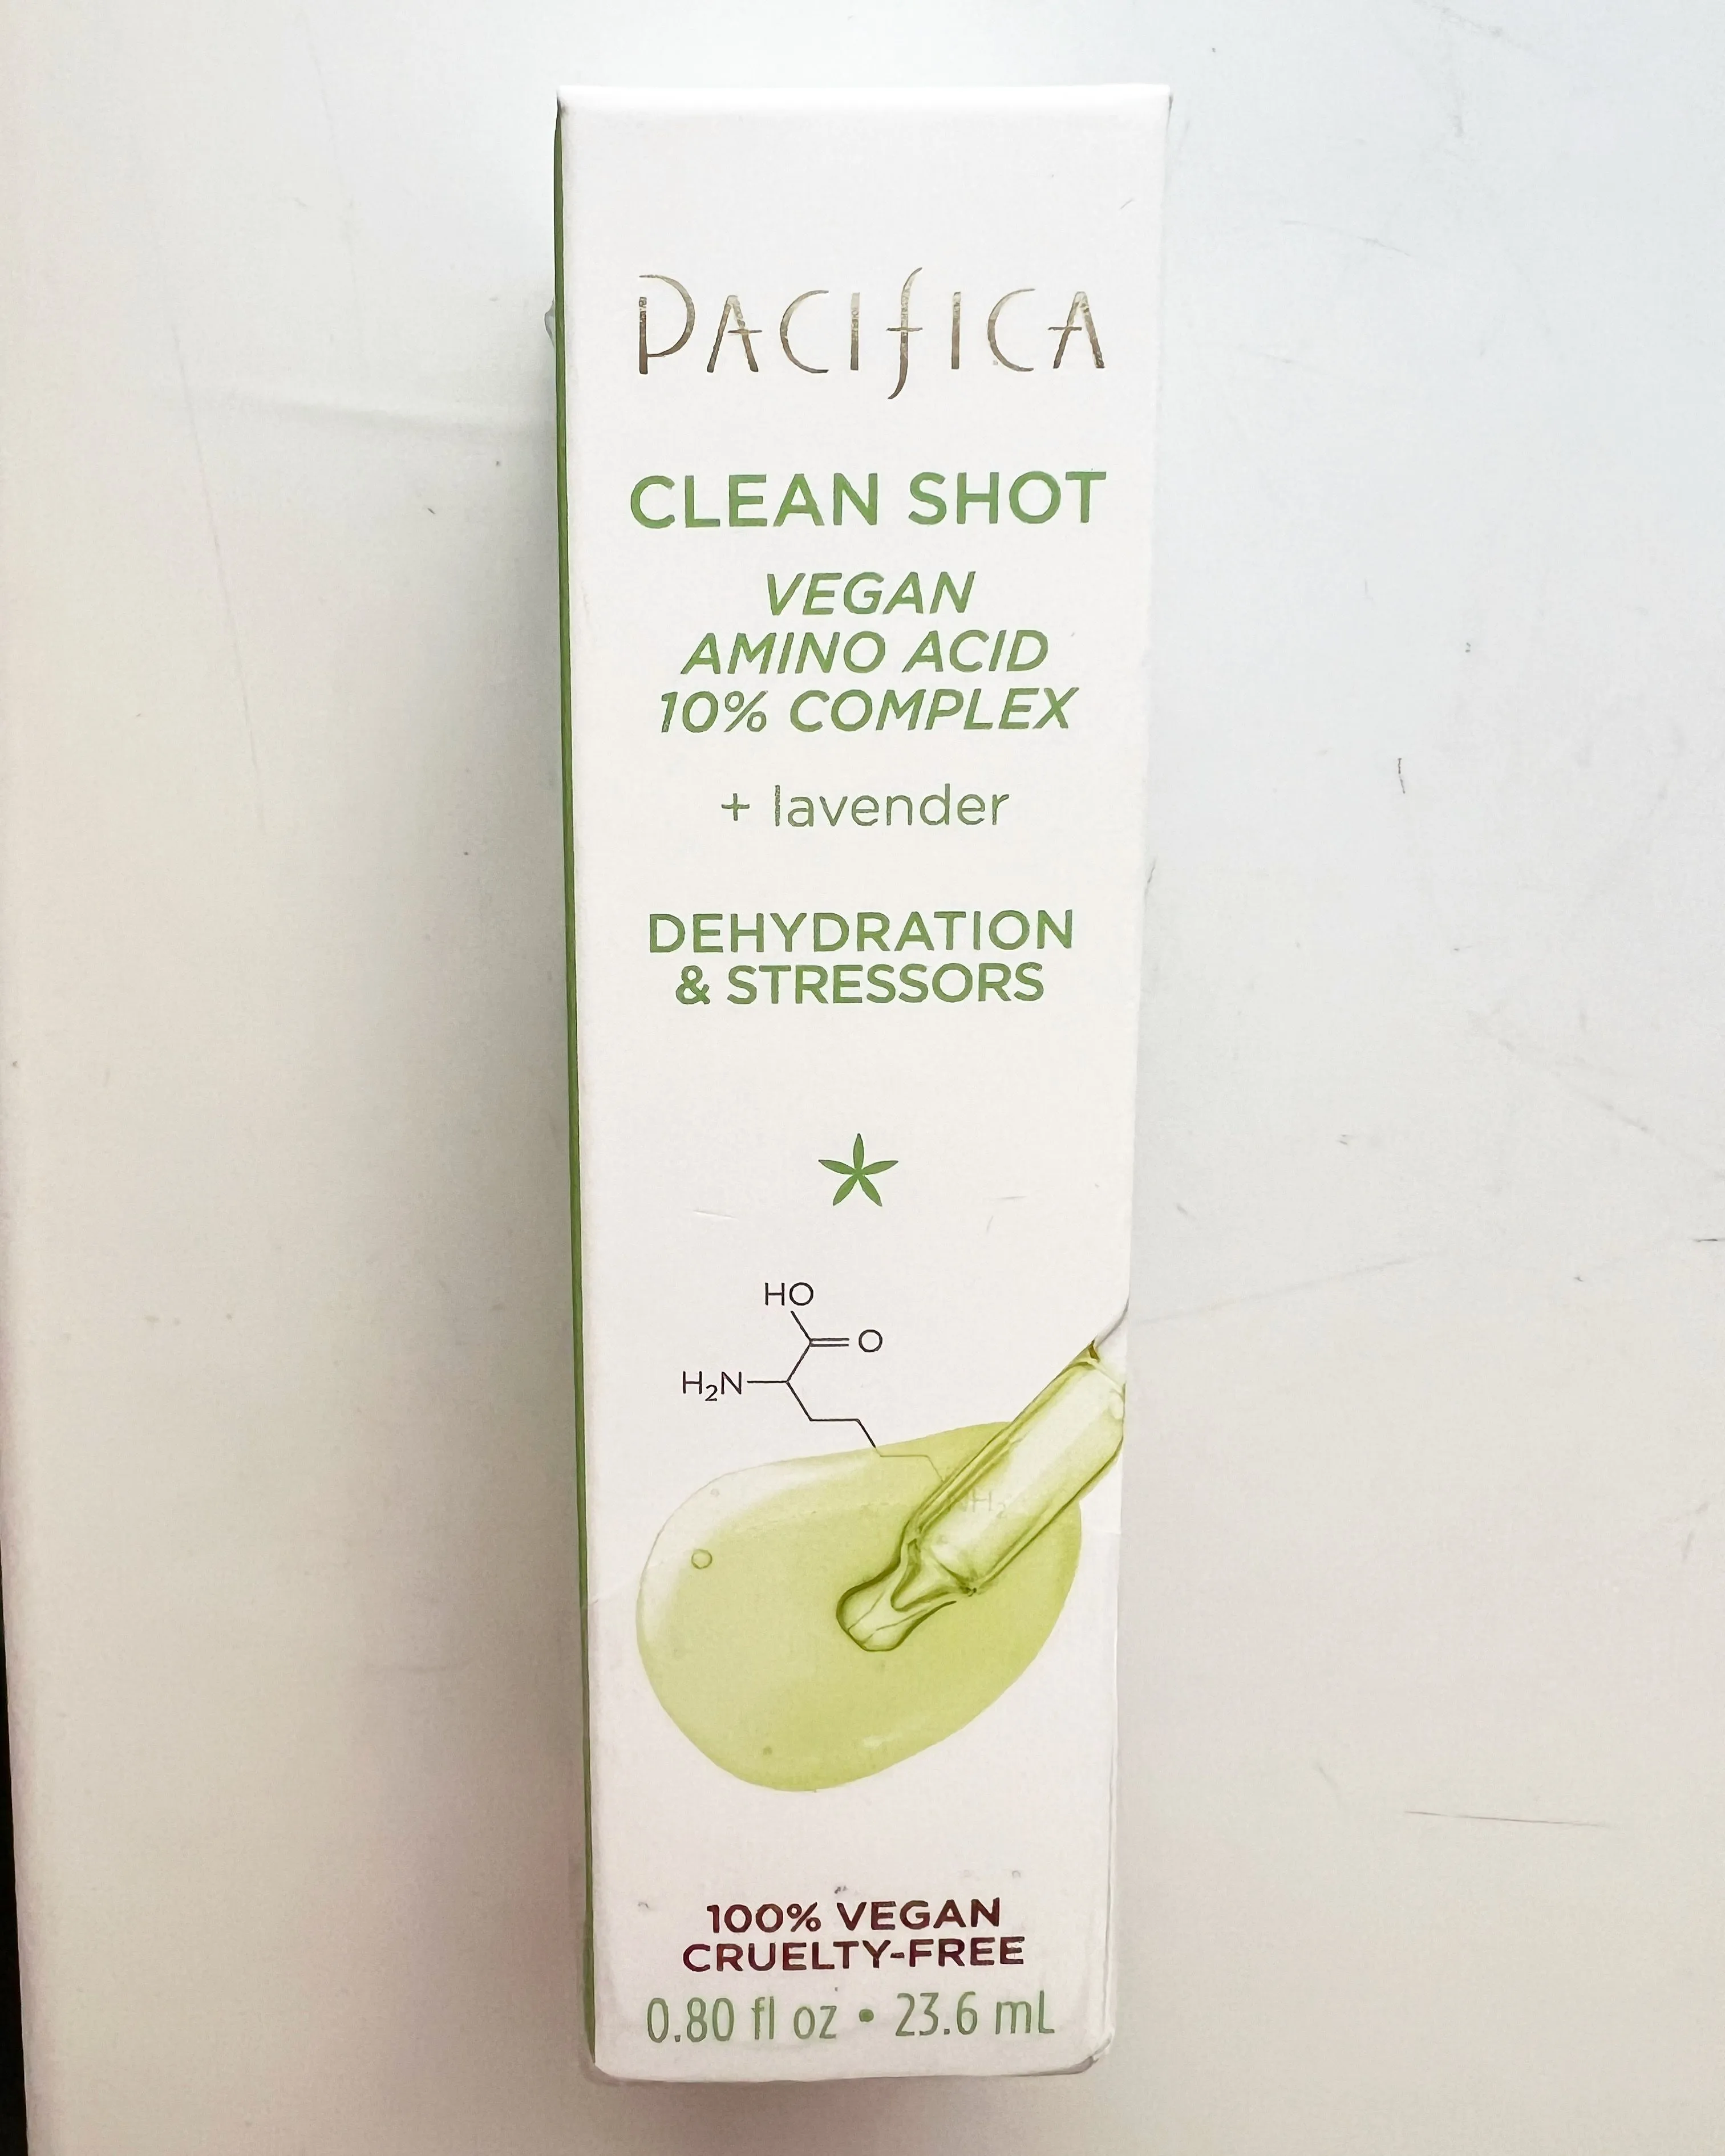 PACIFICA
CLEAN SHOT
VEGAN
AMINO ACID
10% COMPLEX
+ lavender
DEHYDRATION
& STRESSORS
HO
O
H₂N
NH₂
100% VEGAN
CRUELTY-FREE
0.80 fl oz • 23.6 mL